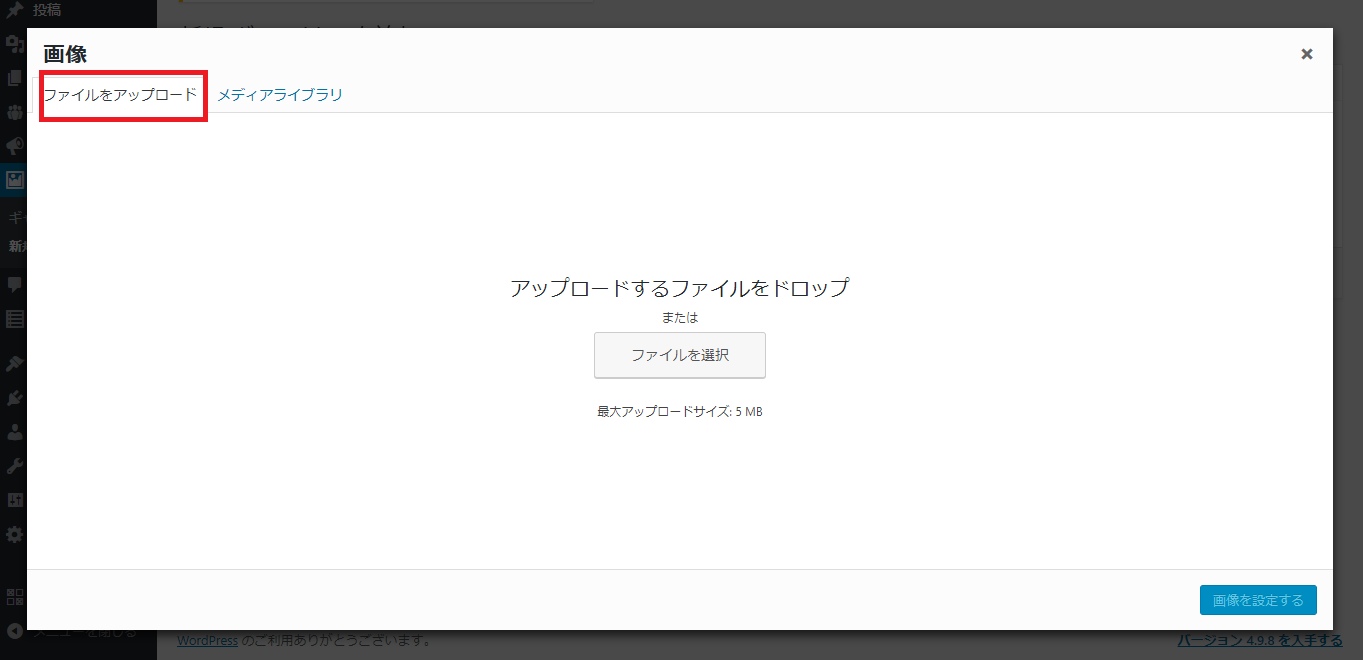 投稿
画像
ファイルをアップロード メディアライブラリ
新規
アップロードするファイルをドロップ
または
ファイルを選択
最大アップロードサイズ: 5 MB
画像を設定する
メニューを閉じる
WordPress のご利用ありがとうございます。
バージョン 4.9.8 を入手する